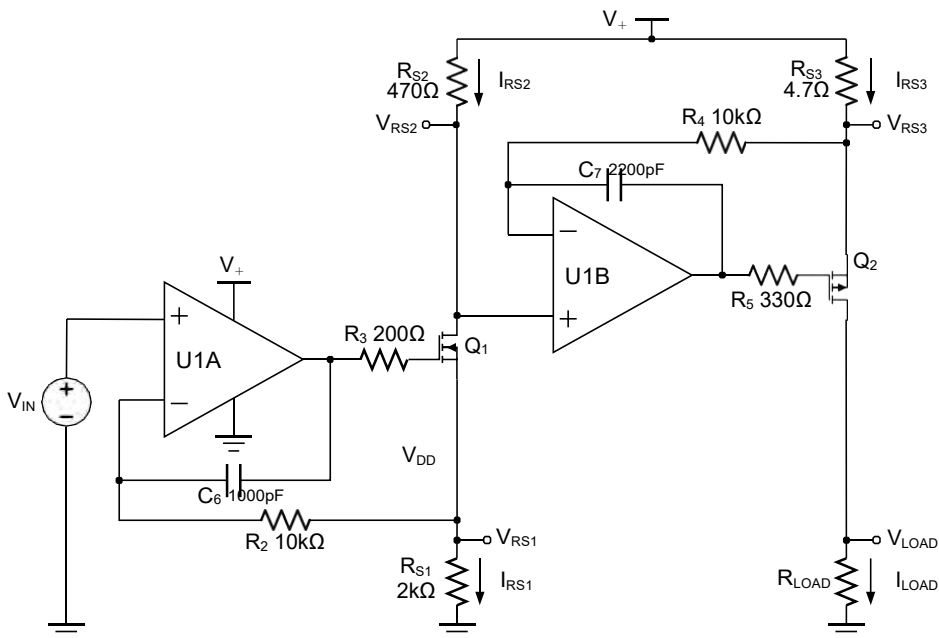 V+
RS2
470Ω
IRS2
RS3
4.7Ω
IRS3
VRS2
R4 10kΩ
VRS3
C7 2200pF
V+
U1B
Q2
R5 330Ω
R3 200Ω
U1A
Q1
VIN
VDD
C6 1000pF
R2 10kΩ
VRS1
VLOAD
RS1
2kΩ
IRS1
RLOAD
ILOAD